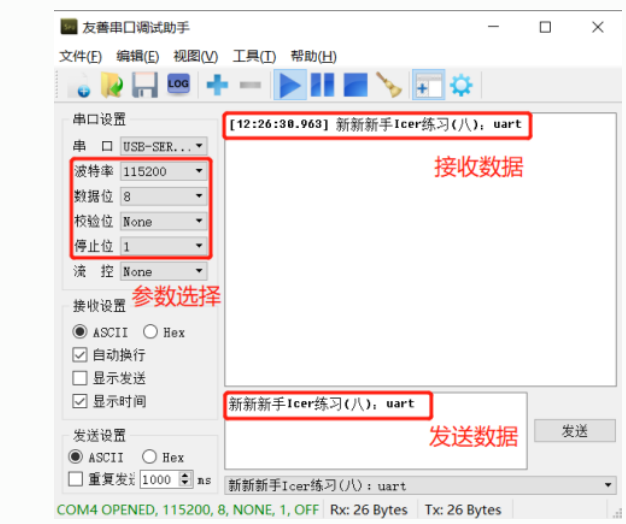 友善串口调试助手
文件(F) 编辑(E) 视图(V) 工具(T) 帮助(H)
LOG
串口设置
串 口 USB-SER...
波特率 115200
数据位 8
校验位 None
停止位 1
流 控 None
参数选择
接收设置
ASCII Hex
自动换行
显示发送
显示时间
发送设置
ASCII Hex
重复发送 1000 ms
[12:26:30.963] 新新新手Icer练习(八); uart
接收数据
新新新手Icer练习(八); uart
发送数据
发送
新新新手Icer练习(八) : uart
COM4 OPENED, 115200, 8, NONE, 1, OFF Rx: 26 Bytes Tx: 26 Bytes